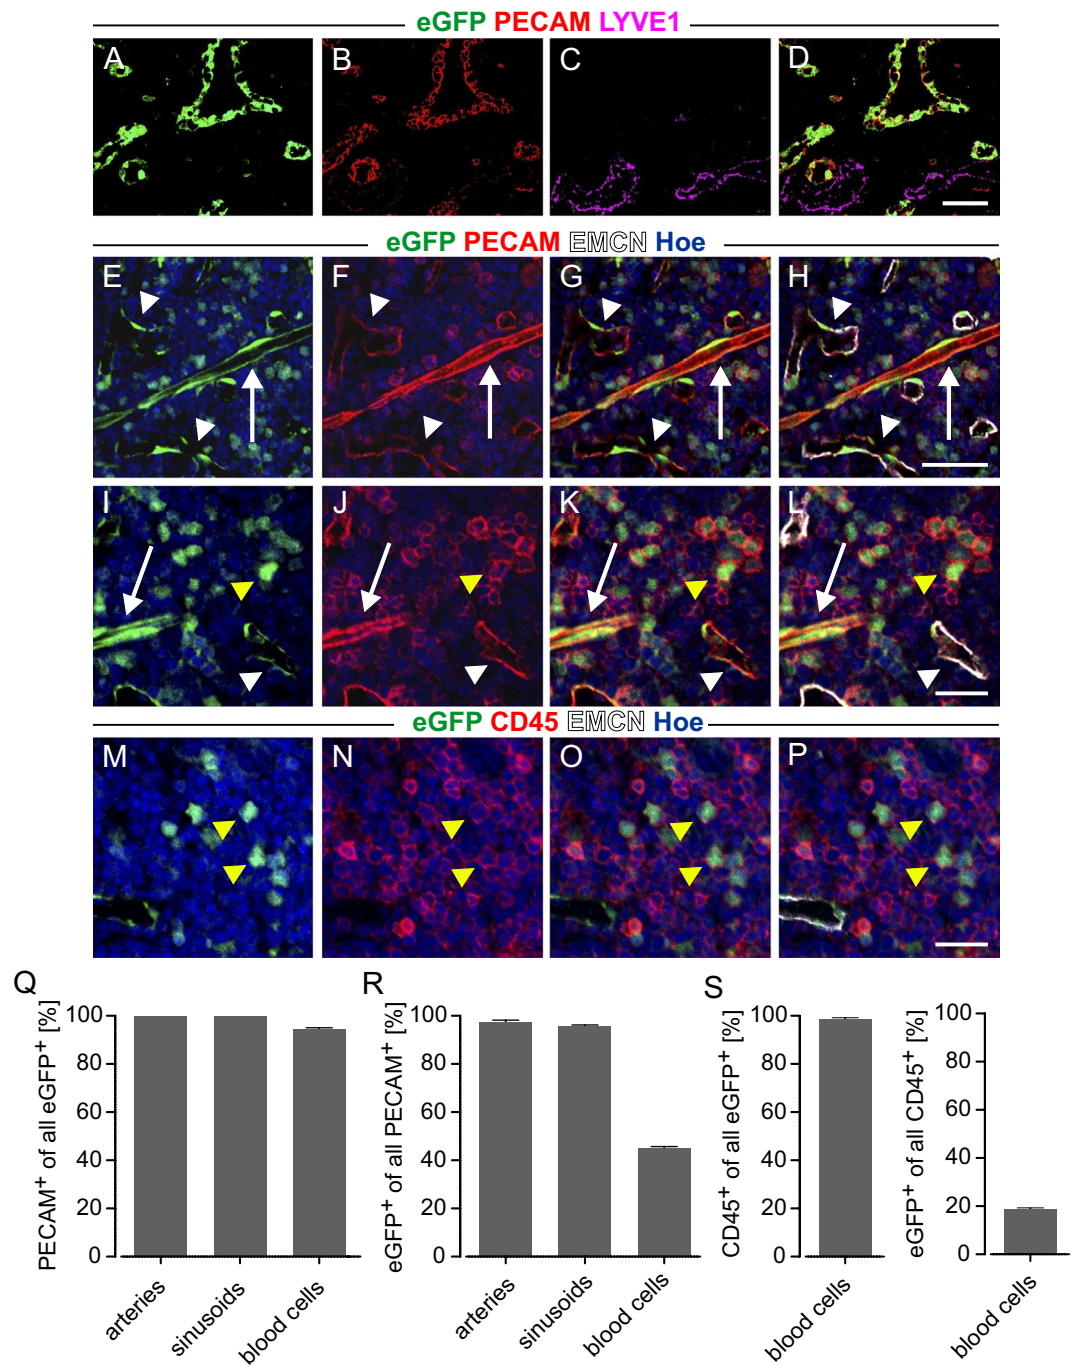 eGFP PECAM LYVE1
A B C D
eGFP PECAM EMCN Hoe
E F G H
I J K L
eGFP CD45 EMCN Hoe
M N O P
Q R S
PECAM⁺ of all eGFP⁺ [%]
100
80
60
40
20
0
arteries
sinusoids
blood cells
eGFP⁺ of all PECAM⁺ [%]
100
80
60
40
20
0
arteries
sinusoids
blood cells
CD45⁺ of all eGFP⁺ [%]
100
80
60
40
20
0
blood cells
eGFP⁺ of all CD45⁺ [%]
100
80
60
40
20
0
blood cells